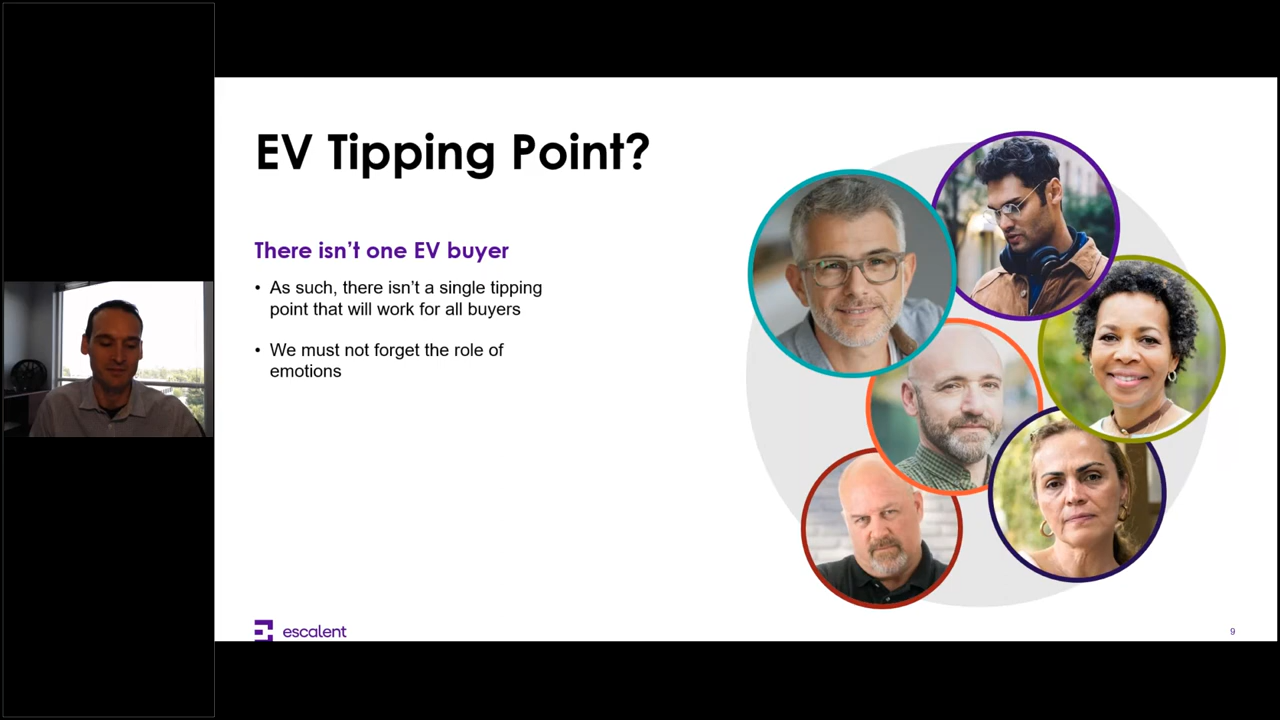 EV Tipping Point?
There isn’t one EV buyer
• As such, there isn’t a single tipping
point that will work for all buyers
• We must not forget the role of
emotions
escalent
9